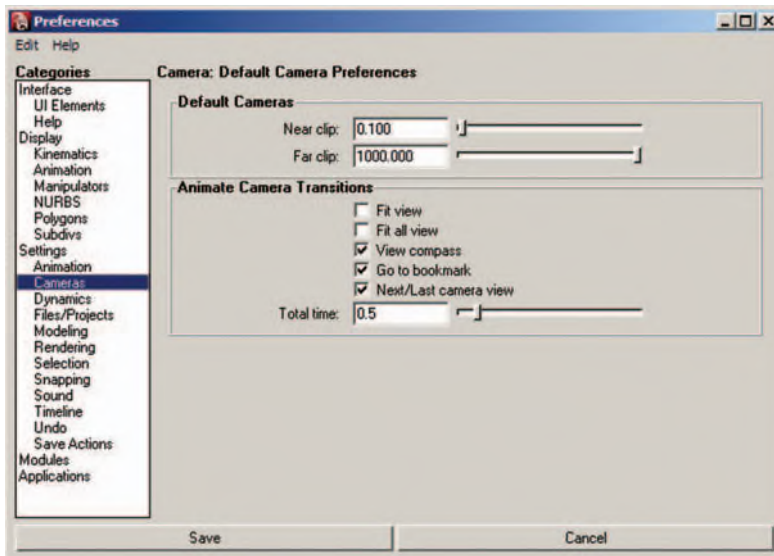 Preferences
Edit Help
Categories
Interface
UI Elements
Help
Display
Kinematics
Animation
Manipulators
NURBS
Polygons
Subdivs
Settings
Animation
Cameras
Dynamics
Files/Projects
Modeling
Rendering
Selection
Snapping
Sound
Timeline
Undo
Save Actions
Modules
Applications
Camera: Default Camera Preferences
Default Cameras
Near clip: 0.100
Far clip: 1000.000
Animate Camera Transitions
Fit view
Fit all view
View compass
Go to bookmark
Next/Last camera view
Total time: 0.5
Save
Cancel